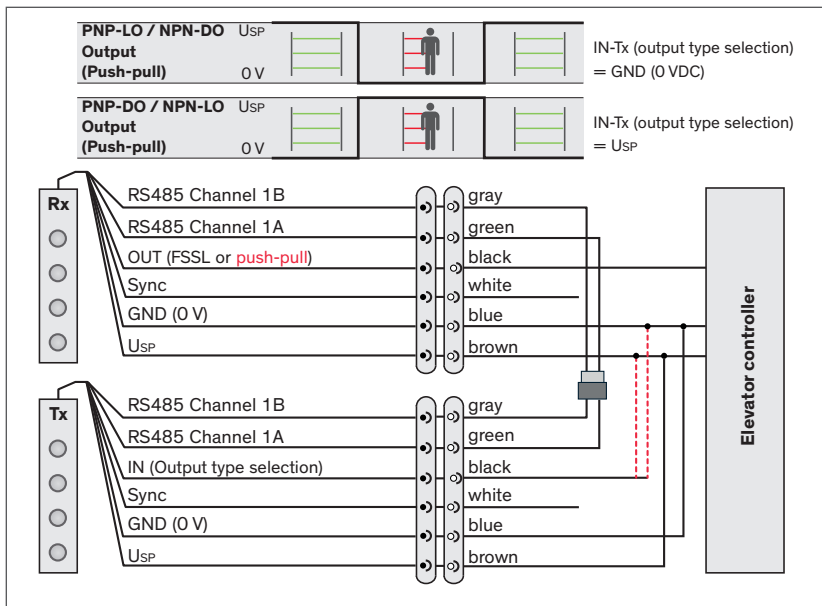 PNP-LO / NPN-DO USP
Output
(Push-pull) 0 V
IN-Tx (output type selection)
= GND (0 VDC)
PNP-DO / NPN-LO USP
Output
(Push-pull) 0 V
IN-Tx (output type selection)
= USP
Rx
RS485 Channel 1B
gray
RS485 Channel 1A
green
OUT (FSSL or push-pull)
black
Sync
white
GND (0 V)
blue
USP
brown
Tx
RS485 Channel 1B
gray
RS485 Channel 1A
green
IN (Output type selection)
black
Sync
white
GND (0 V)
blue
USP
brown
Elevator controller